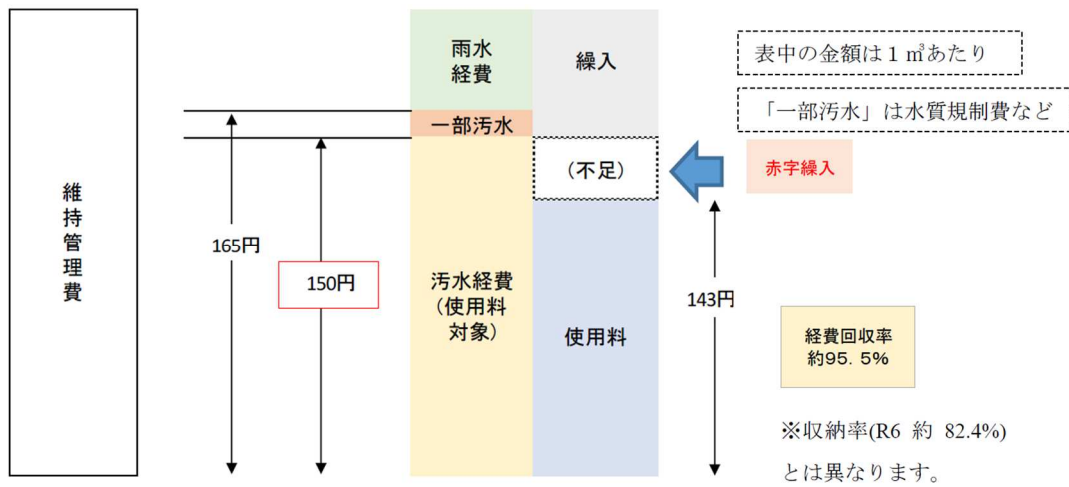 維持管理費
165円
150円
雨水
経費
一部汚水
汚水経費
(使用料
対象)
繰入
(不足)
使用料
143円
表中の金額は1㎥あたり
「一部汚水」は水質規制費など
赤字繰入
経費回収率
約95.5%
※収納率(R6 約 82.4%)
とは異なります。